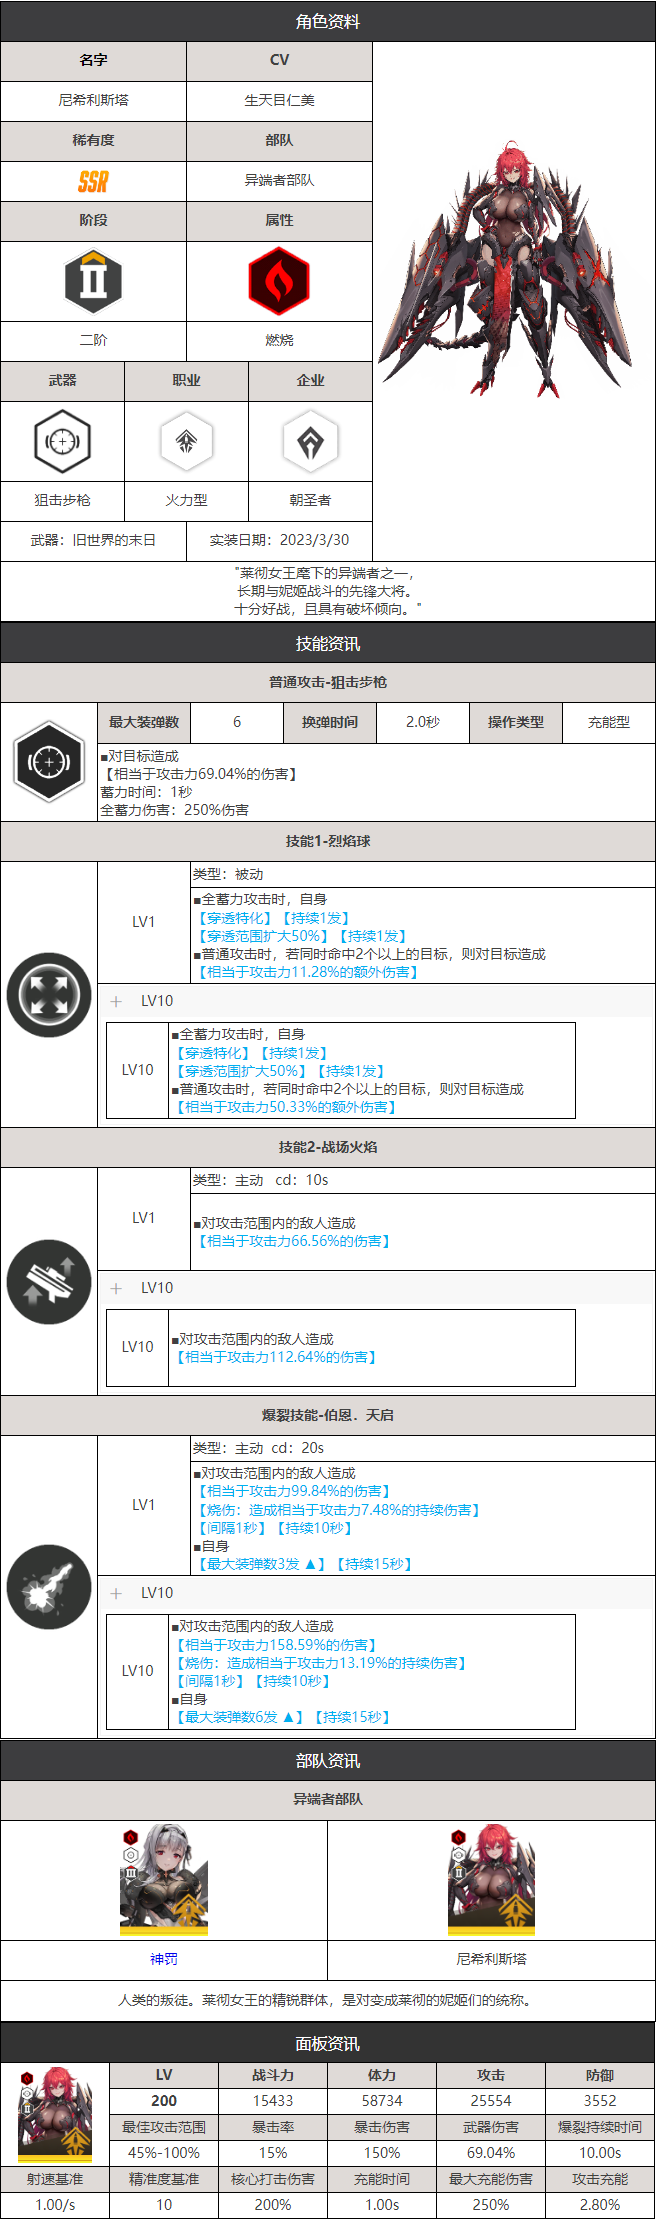 角色资料
名字 CV
尼希利斯塔 生天目仁美
稀有度 部队
SSR 异端者部队
阶段 属性
II
二阶 燃烧
武器 职业 企业
狙击步枪 火力型 朝圣者
武器：旧世界的末日 实装日期：2023/3/30
"莱彻女王麾下的异端者之一，
长期与妮姬战斗的先锋大将。
十分好战，且具有破坏倾向。"
技能资讯
普通攻击-狙击步枪
最大装弹数 6 换弹时间 2.0秒 操作类型 充能型
■对目标造成
【相当于攻击力69.04%的伤害】
蓄力时间：1秒
全蓄力伤害：250%伤害
技能1-烈焰球
类型：被动
LV1
■全蓄力攻击时，自身
【穿透特化】【持续1发】
【穿透范围扩大50%】【持续1发】
■普通攻击时，若同时命中2个以上的目标，则对目标造成
【相当于攻击力11.28%的额外伤害】
LV10
LV10
■全蓄力攻击时，自身
【穿透特化】【持续1发】
【穿透范围扩大50%】【持续1发】
■普通攻击时，若同时命中2个以上的目标，则对目标造成
【相当于攻击力50.33%的额外伤害】
技能2-战场火焰
类型：主动 cd：10s
LV1
■对攻击范围内的敌人造成
【相当于攻击力66.56%的伤害】
LV10
LV10
■对攻击范围内的敌人造成
【相当于攻击力112.64%的伤害】
爆裂技能-伯恩．天启
类型：主动 cd：20s
LV1
■对攻击范围内的敌人造成
【相当于攻击力99.84%的伤害】
【烧伤：造成相当于攻击力7.48%的持续伤害】
【间隔1秒】【持续10秒】
■自身
【最大装弹数3发 ▲】【持续15秒】
LV10
LV10
■对攻击范围内的敌人造成
【相当于攻击力158.59%的伤害】
【烧伤：造成相当于攻击力13.19%的持续伤害】
【间隔1秒】【持续10秒】
■自身
【最大装弹数6发 ▲】【持续15秒】
部队资讯
异端者部队
神罚 尼希利斯塔
人类的叛徒。莱彻女王的精锐群体，是对变成莱彻的妮姬们的统称。
面板资讯
LV 战斗力 体力 攻击 防御
200 15433 58734 25554 3552
最佳攻击范围 暴击率 暴击伤害 武器伤害 爆裂持续时间
45%-100% 15% 150% 69.04% 10.00s
射速基准 精准度基准 核心打击伤害 充能时间 最大充能伤害 攻击充能
1.00/s 10 200% 1.00s 250% 2.80%